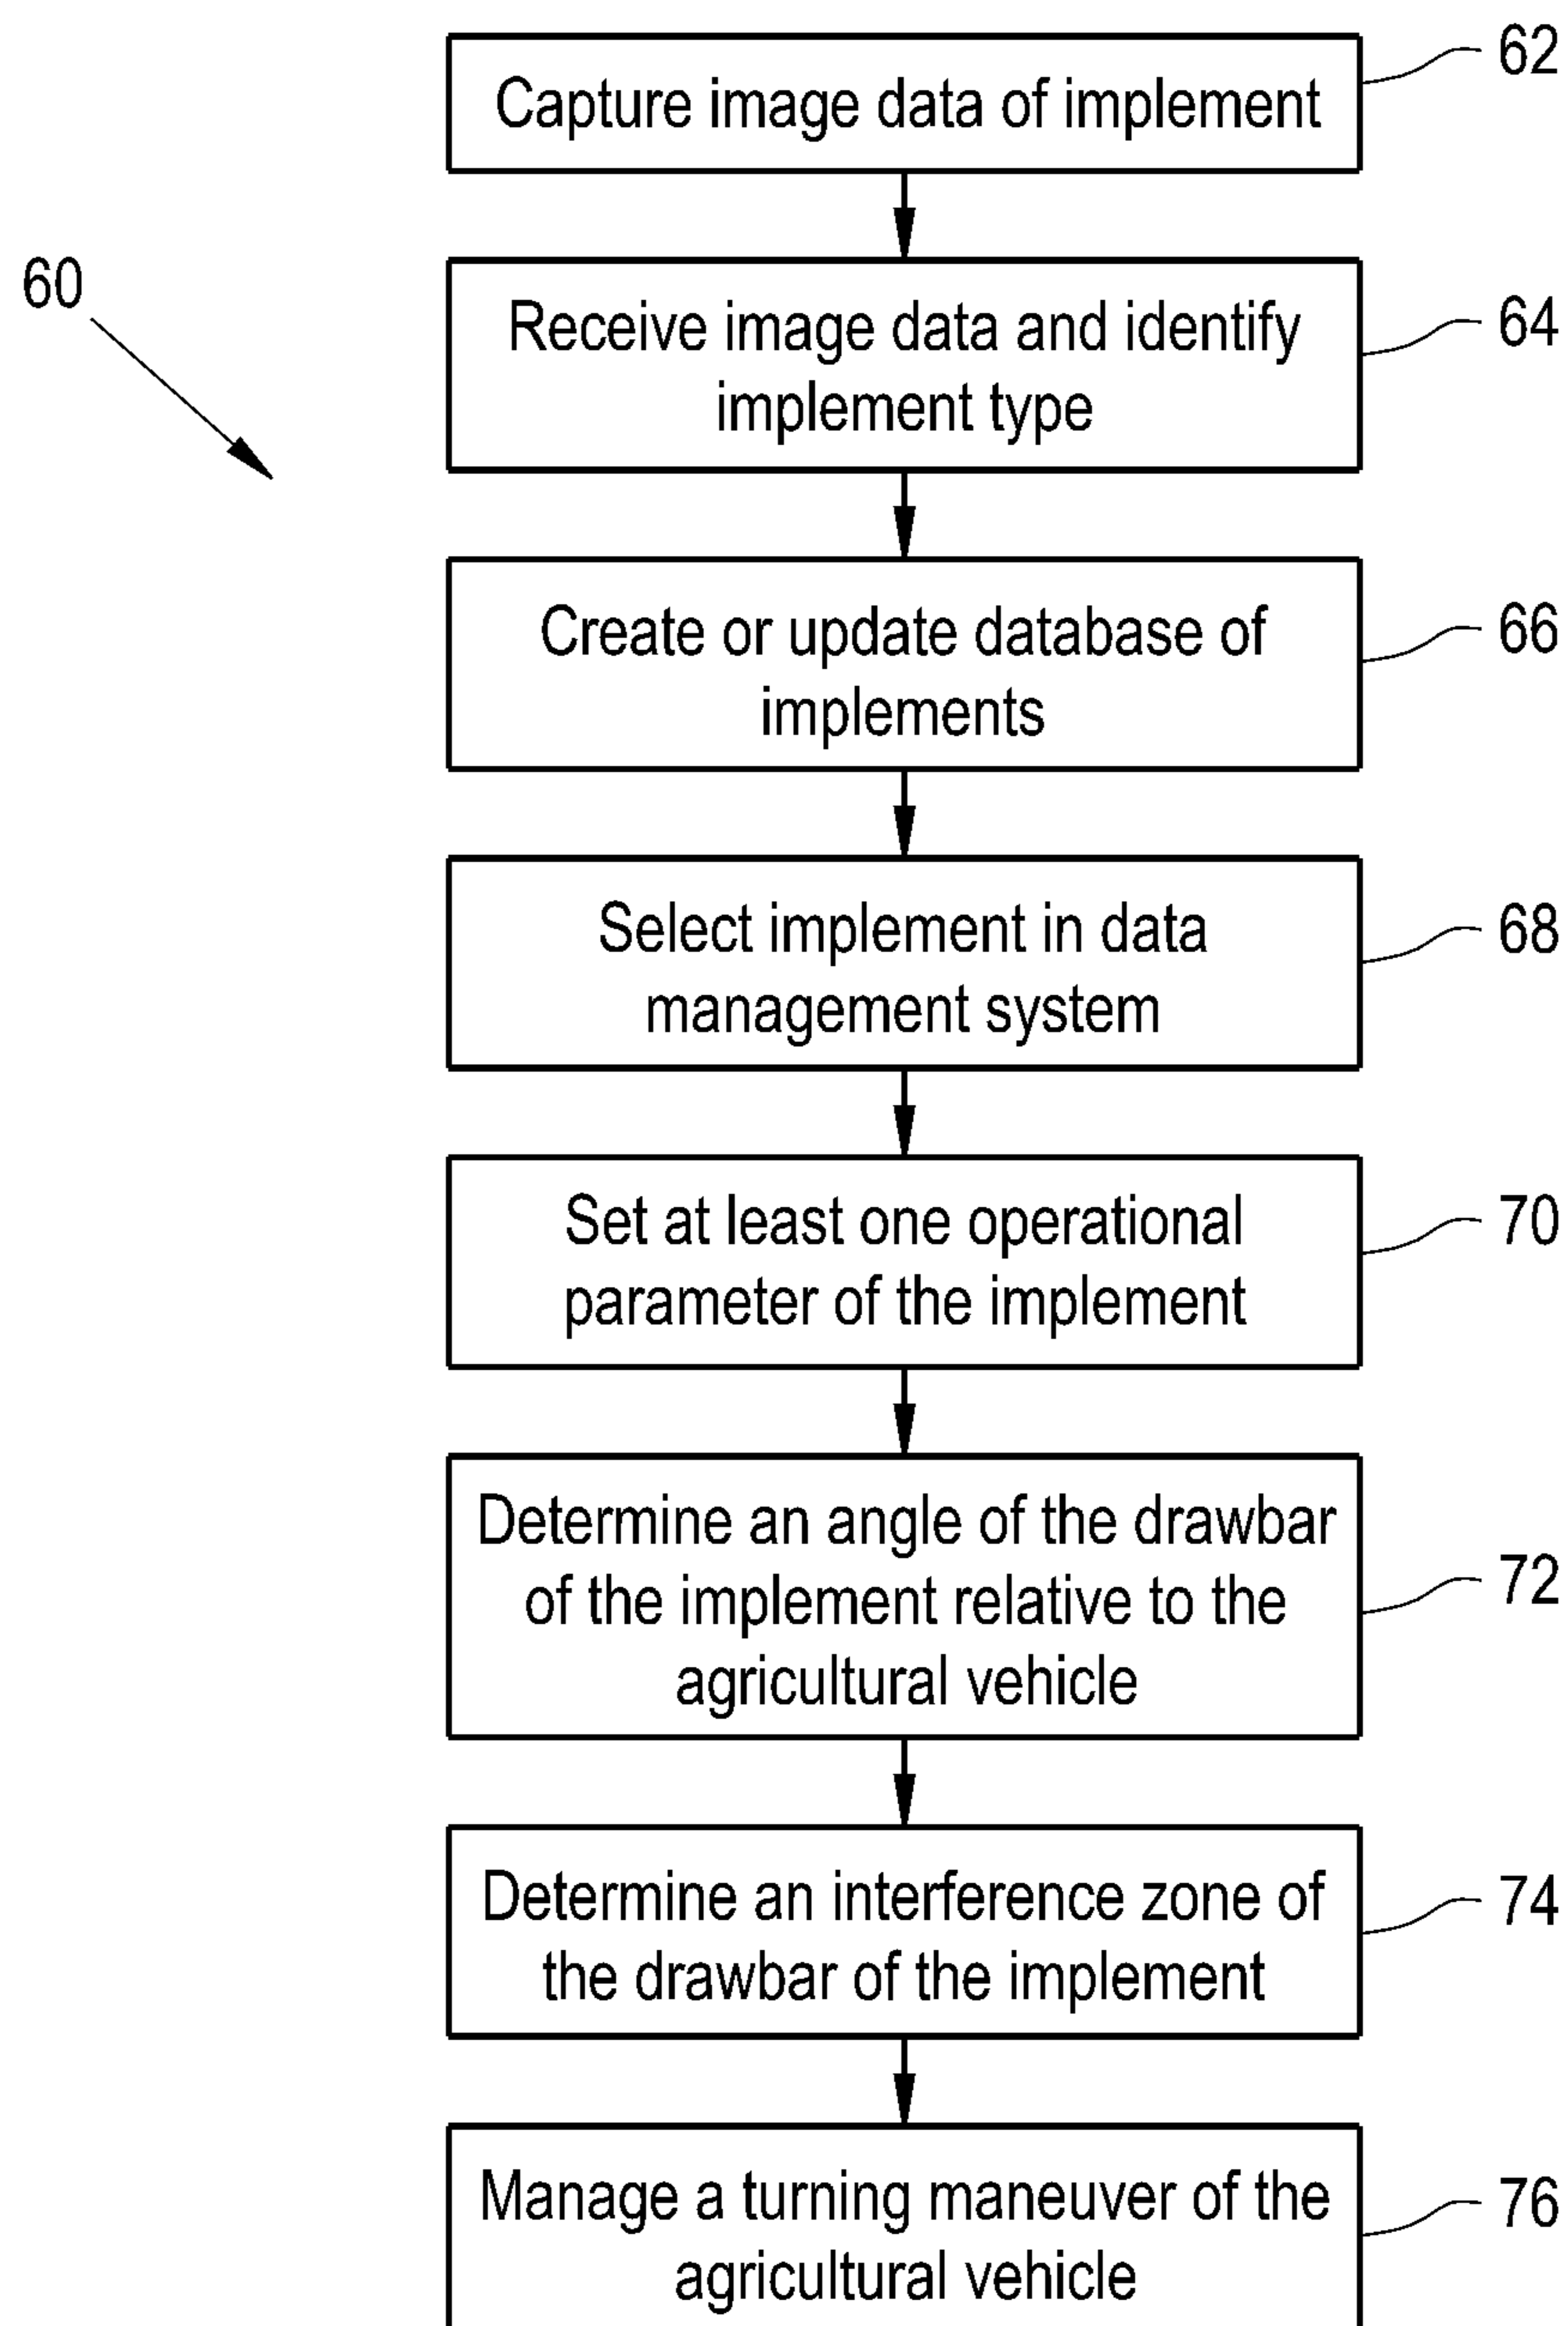 62
Capture image data of implement
60
64
Receive image data and identify
implement type
66
Create or update database of
implements
68
Select implement in data
management system
70
Set at least one operational
parameter of the implement
72
Determine an angle of the drawbar
of the implement relative to the
agricultural vehicle
74
Determine an interference zone of
the drawbar of the implement
76
Manage a turning maneuver of the
agricultural vehicle